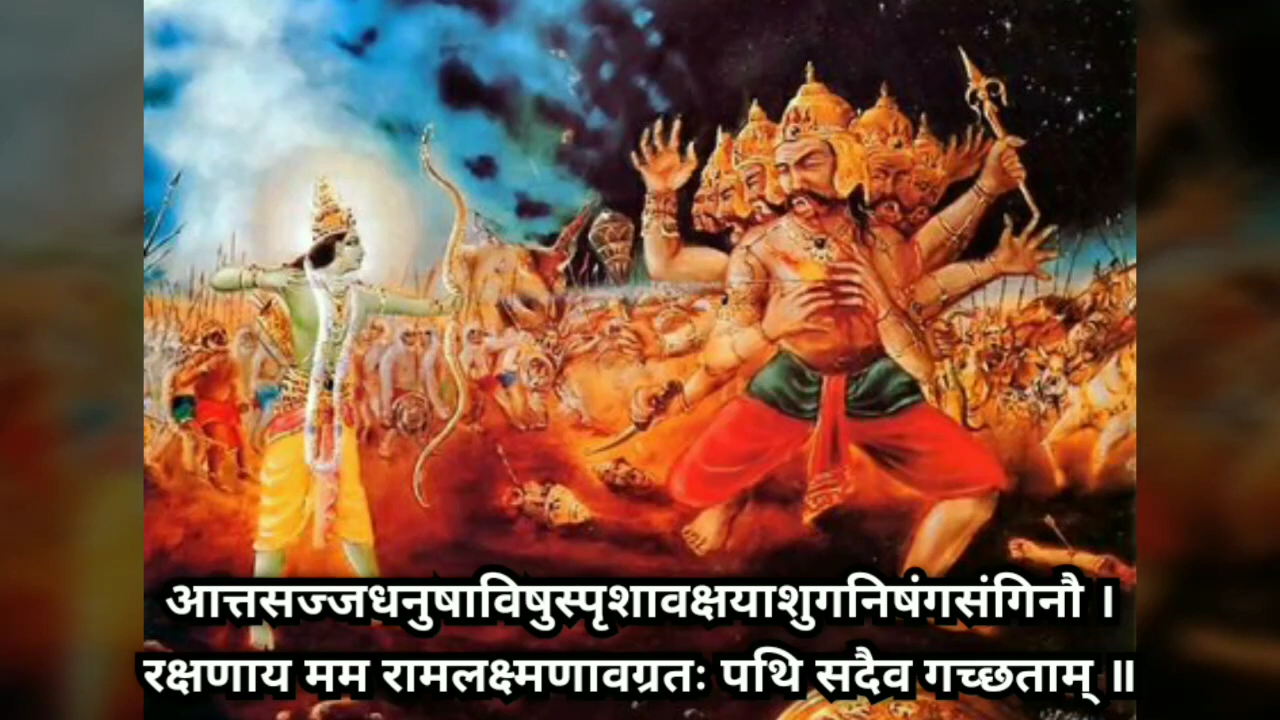 आत्तसज्जधनुषाविषुस्पृशावक्षयाशुगनिषंगसंगिनौ ।
रक्षणाय मम रामलक्ष्मणावग्रतः पथि सदैव गच्छताम् ॥